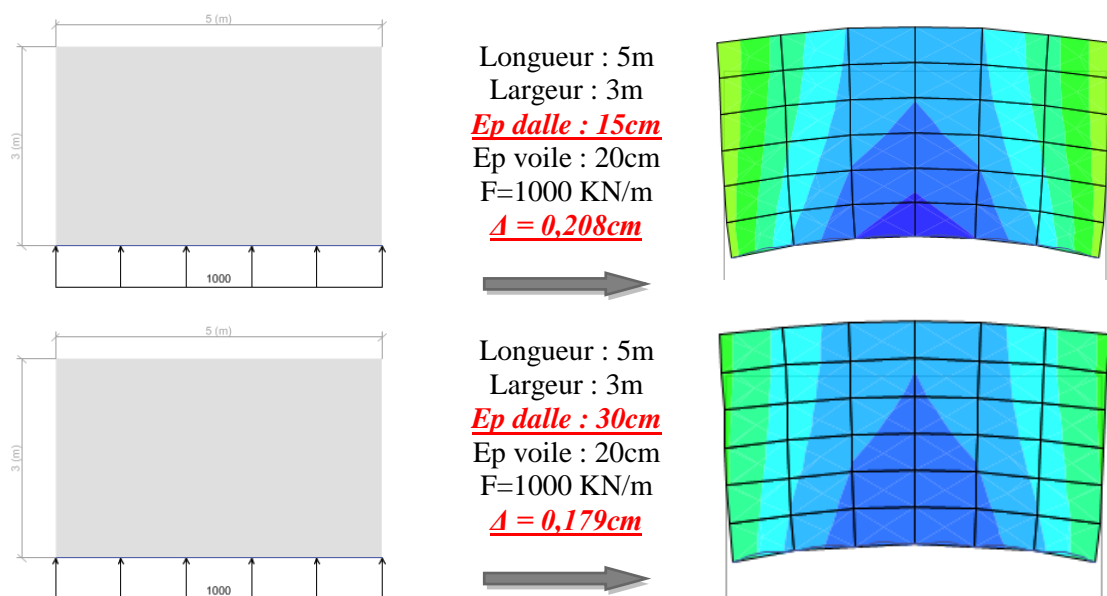 5 (m)
3 (m)
1000
Longueur : 5m
Largeur : 3m
Ep dalle : 15cm
Ep voile : 20cm
F=1000 KN/m
Δ = 0,208cm
5 (m)
3 (m)
1000
Longueur : 5m
Largeur : 3m
Ep dalle : 30cm
Ep voile : 20cm
F=1000 KN/m
Δ = 0,179cm